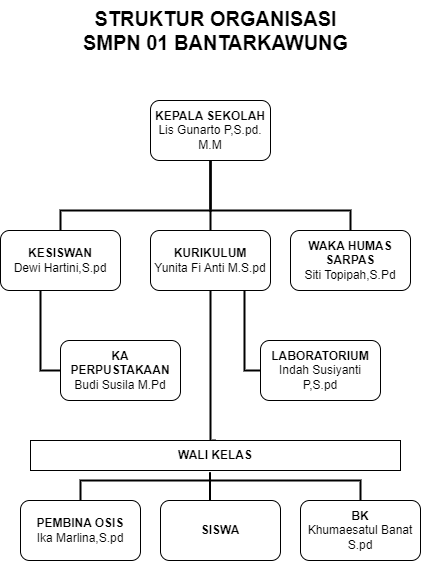 STRUKTUR ORGANISASI
SMPN 01 BANTARKAWUNG
KEPALA SEKOLAH
Lis Gunarto P,S.pd.
M.M
KESISWAN
Dewi Hartini,S.pd
KURIKULUM
Yunita Fi Anti M.S.pd
WAKA HUMAS
SARPAS
Siti Topipah,S.Pd
KA
PERPUSTAKAAN
Budi Susila M.Pd
LABORATORIUM
Indah Susiyanti
P,S.pd
WALI KELAS
PEMBINA OSIS
Ika Marlina,S.pd
SISWA
BK
Khumaesatul Banat
S.pd